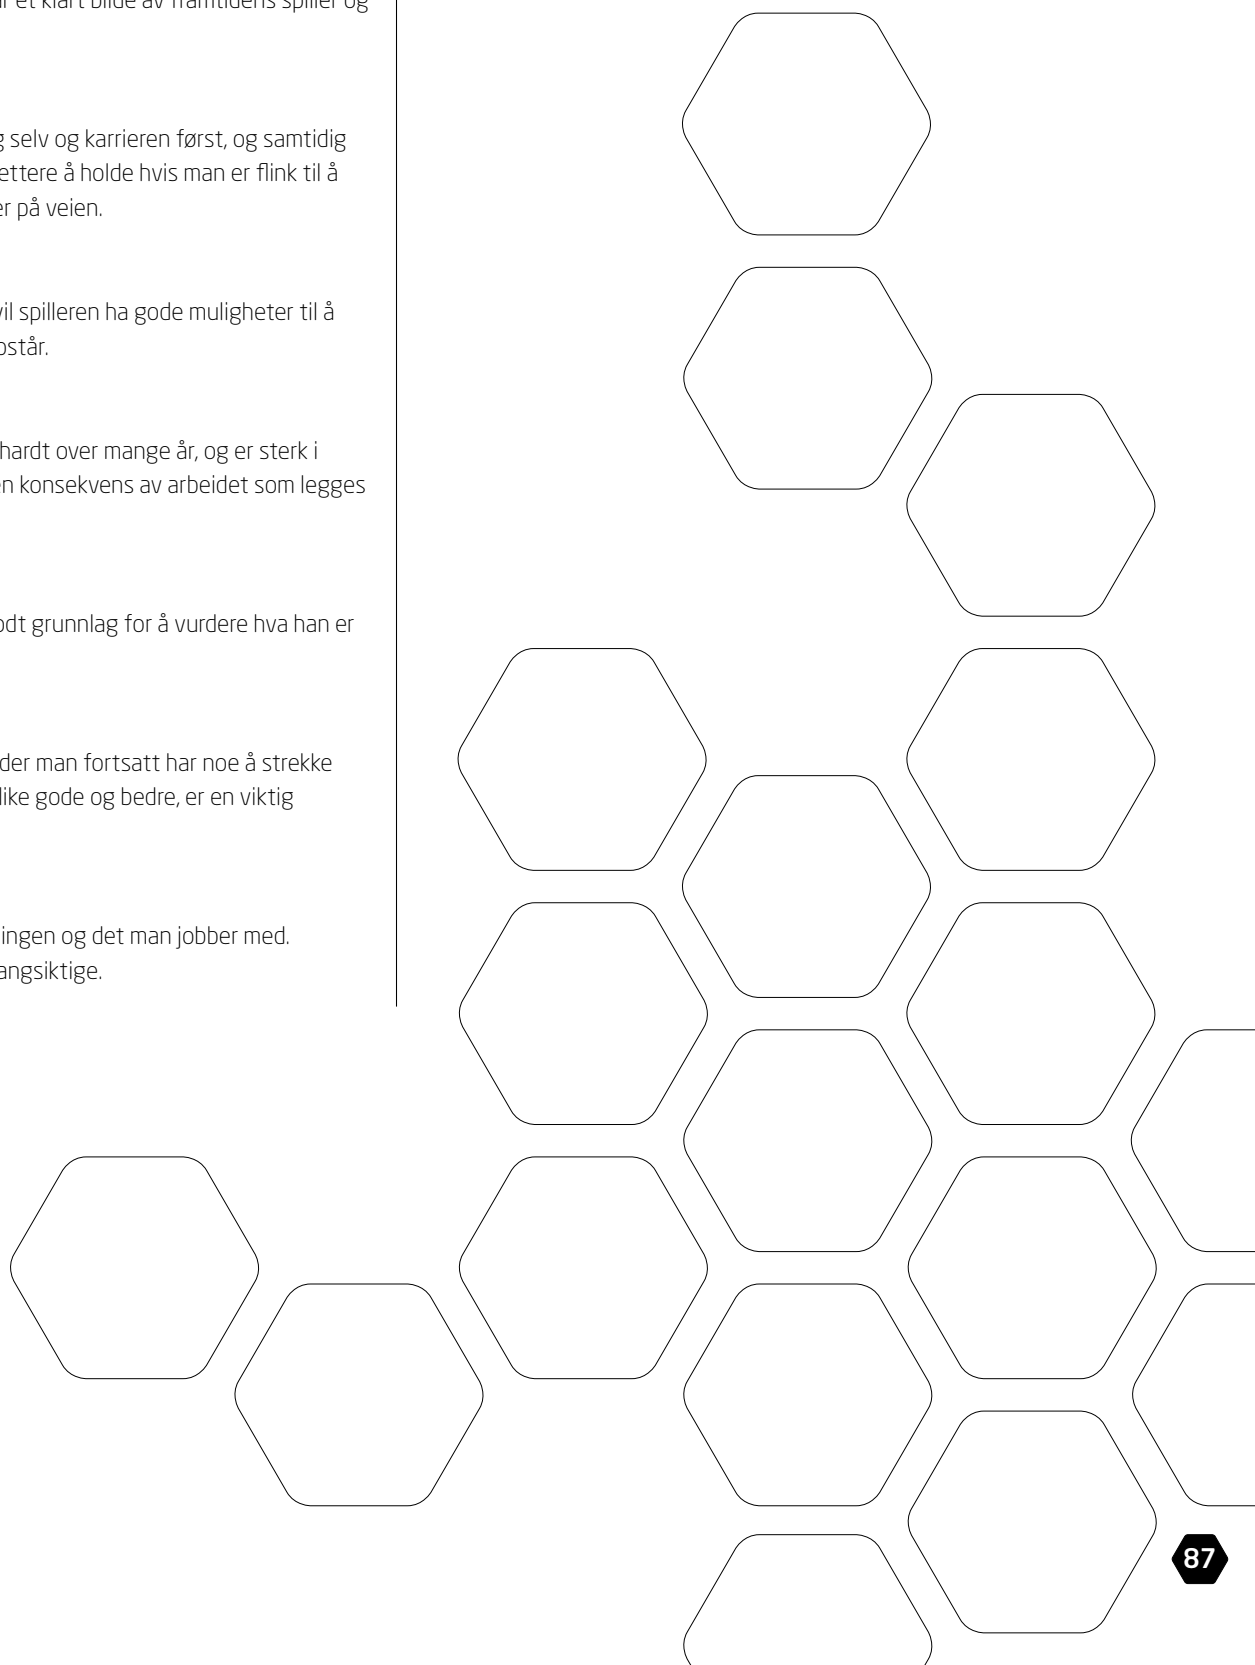 et klart bilde av framtidens spiller og
selv og karrieren først, og samtidig
ettere å holde hvis man er flink til å
på veien.
vil spilleren ha gode muligheter til å
ostår.
hardt over mange år, og er sterk i
en konsekvens av arbeidet som legges
odt grunnlag for å vurdere hva han er
der man fortsatt har noe å strekke
like gode og bedre, er en viktig
ingen og det man jobber med.
angsiktige.
87